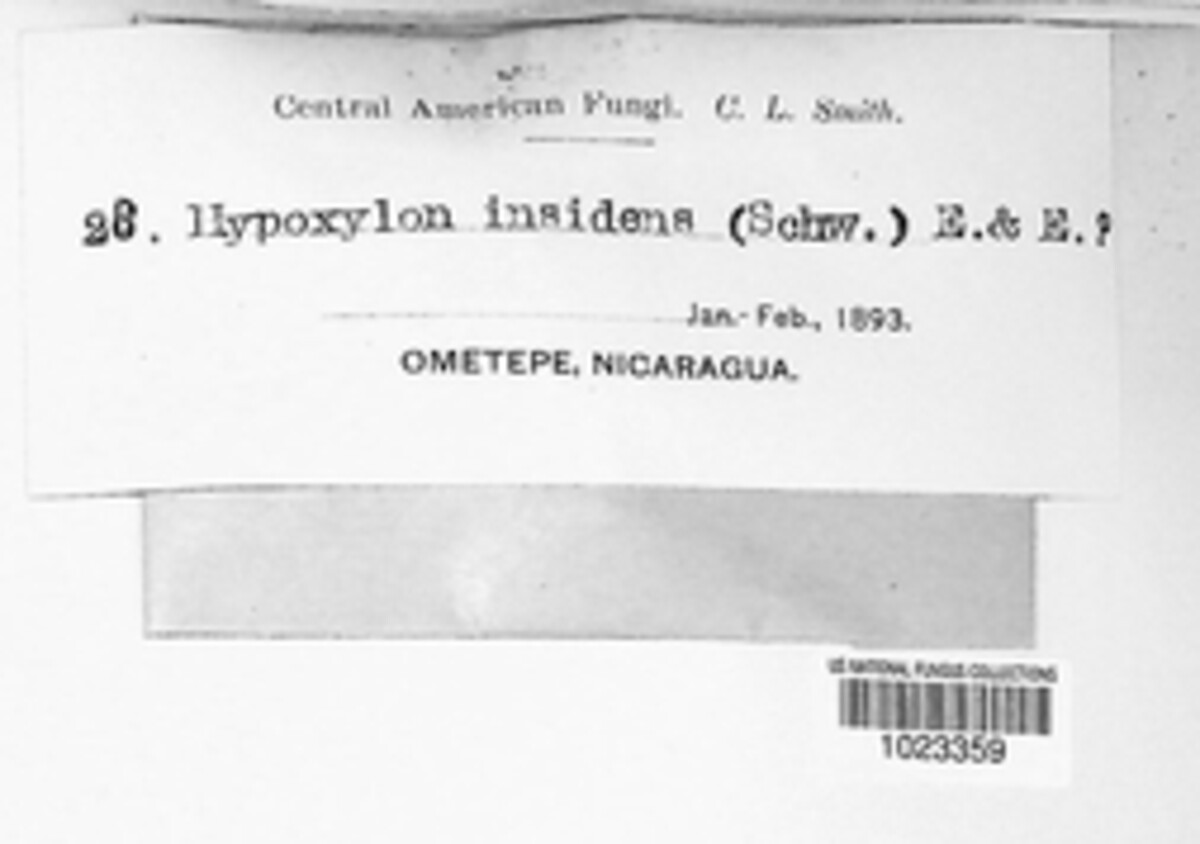 Central American Fungi. C. L. Smith.
28. Hypoxylon insidens (Schw.) E.& E.?
Jan.- Feb., 1893.
OMETEPE, NICARAGUA.
US NATIONAL FUNGUS COLLECTIONS
1023359